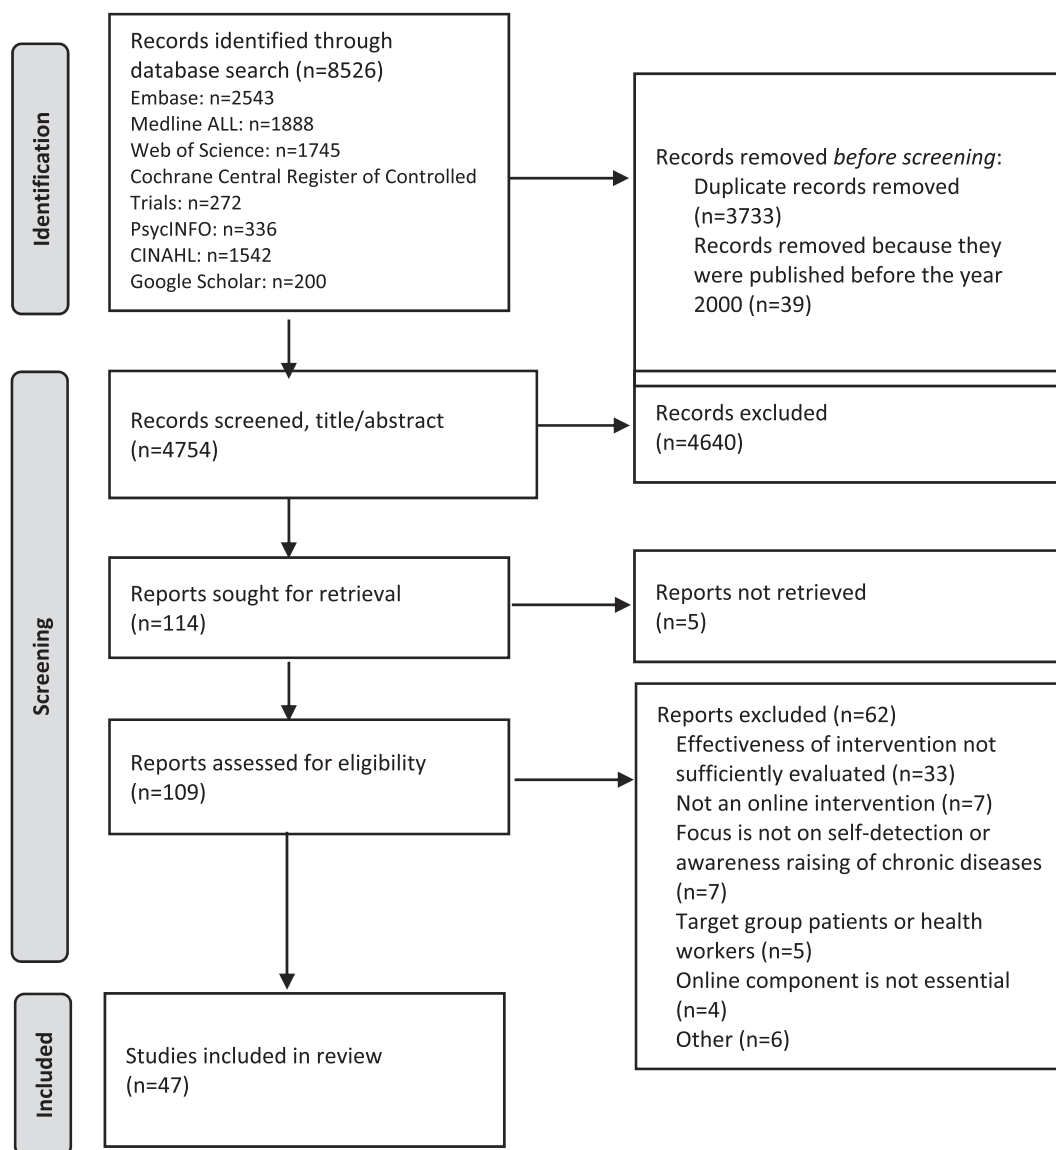 Identification
Records identified through
database search (n=8526)
Embase: n=2543
Medline ALL: n=1888
Web of Science: n=1745
Cochrane Central Register of Controlled
Trials: n=272
PsycINFO: n=336
CINAHL: n=1542
Google Scholar: n=200
Records removed before screening:
Duplicate records removed
(n=3733)
Records removed because they
were published before the year
2000 (n=39)
Screening
Records screened, title/abstract
(n=4754)
Records excluded
(n=4640)
Reports sought for retrieval
(n=114)
Reports not retrieved
(n=5)
Reports assessed for eligibility
(n=109)
Reports excluded (n=62)
Effectiveness of intervention not
sufficiently evaluated (n=33)
Not an online intervention (n=7)
Focus is not on self-detection or
awareness raising of chronic diseases
(n=7)
Target group patients or health
workers (n=5)
Online component is not essential
(n=4)
Other (n=6)
Included
Studies included in review
(n=47)